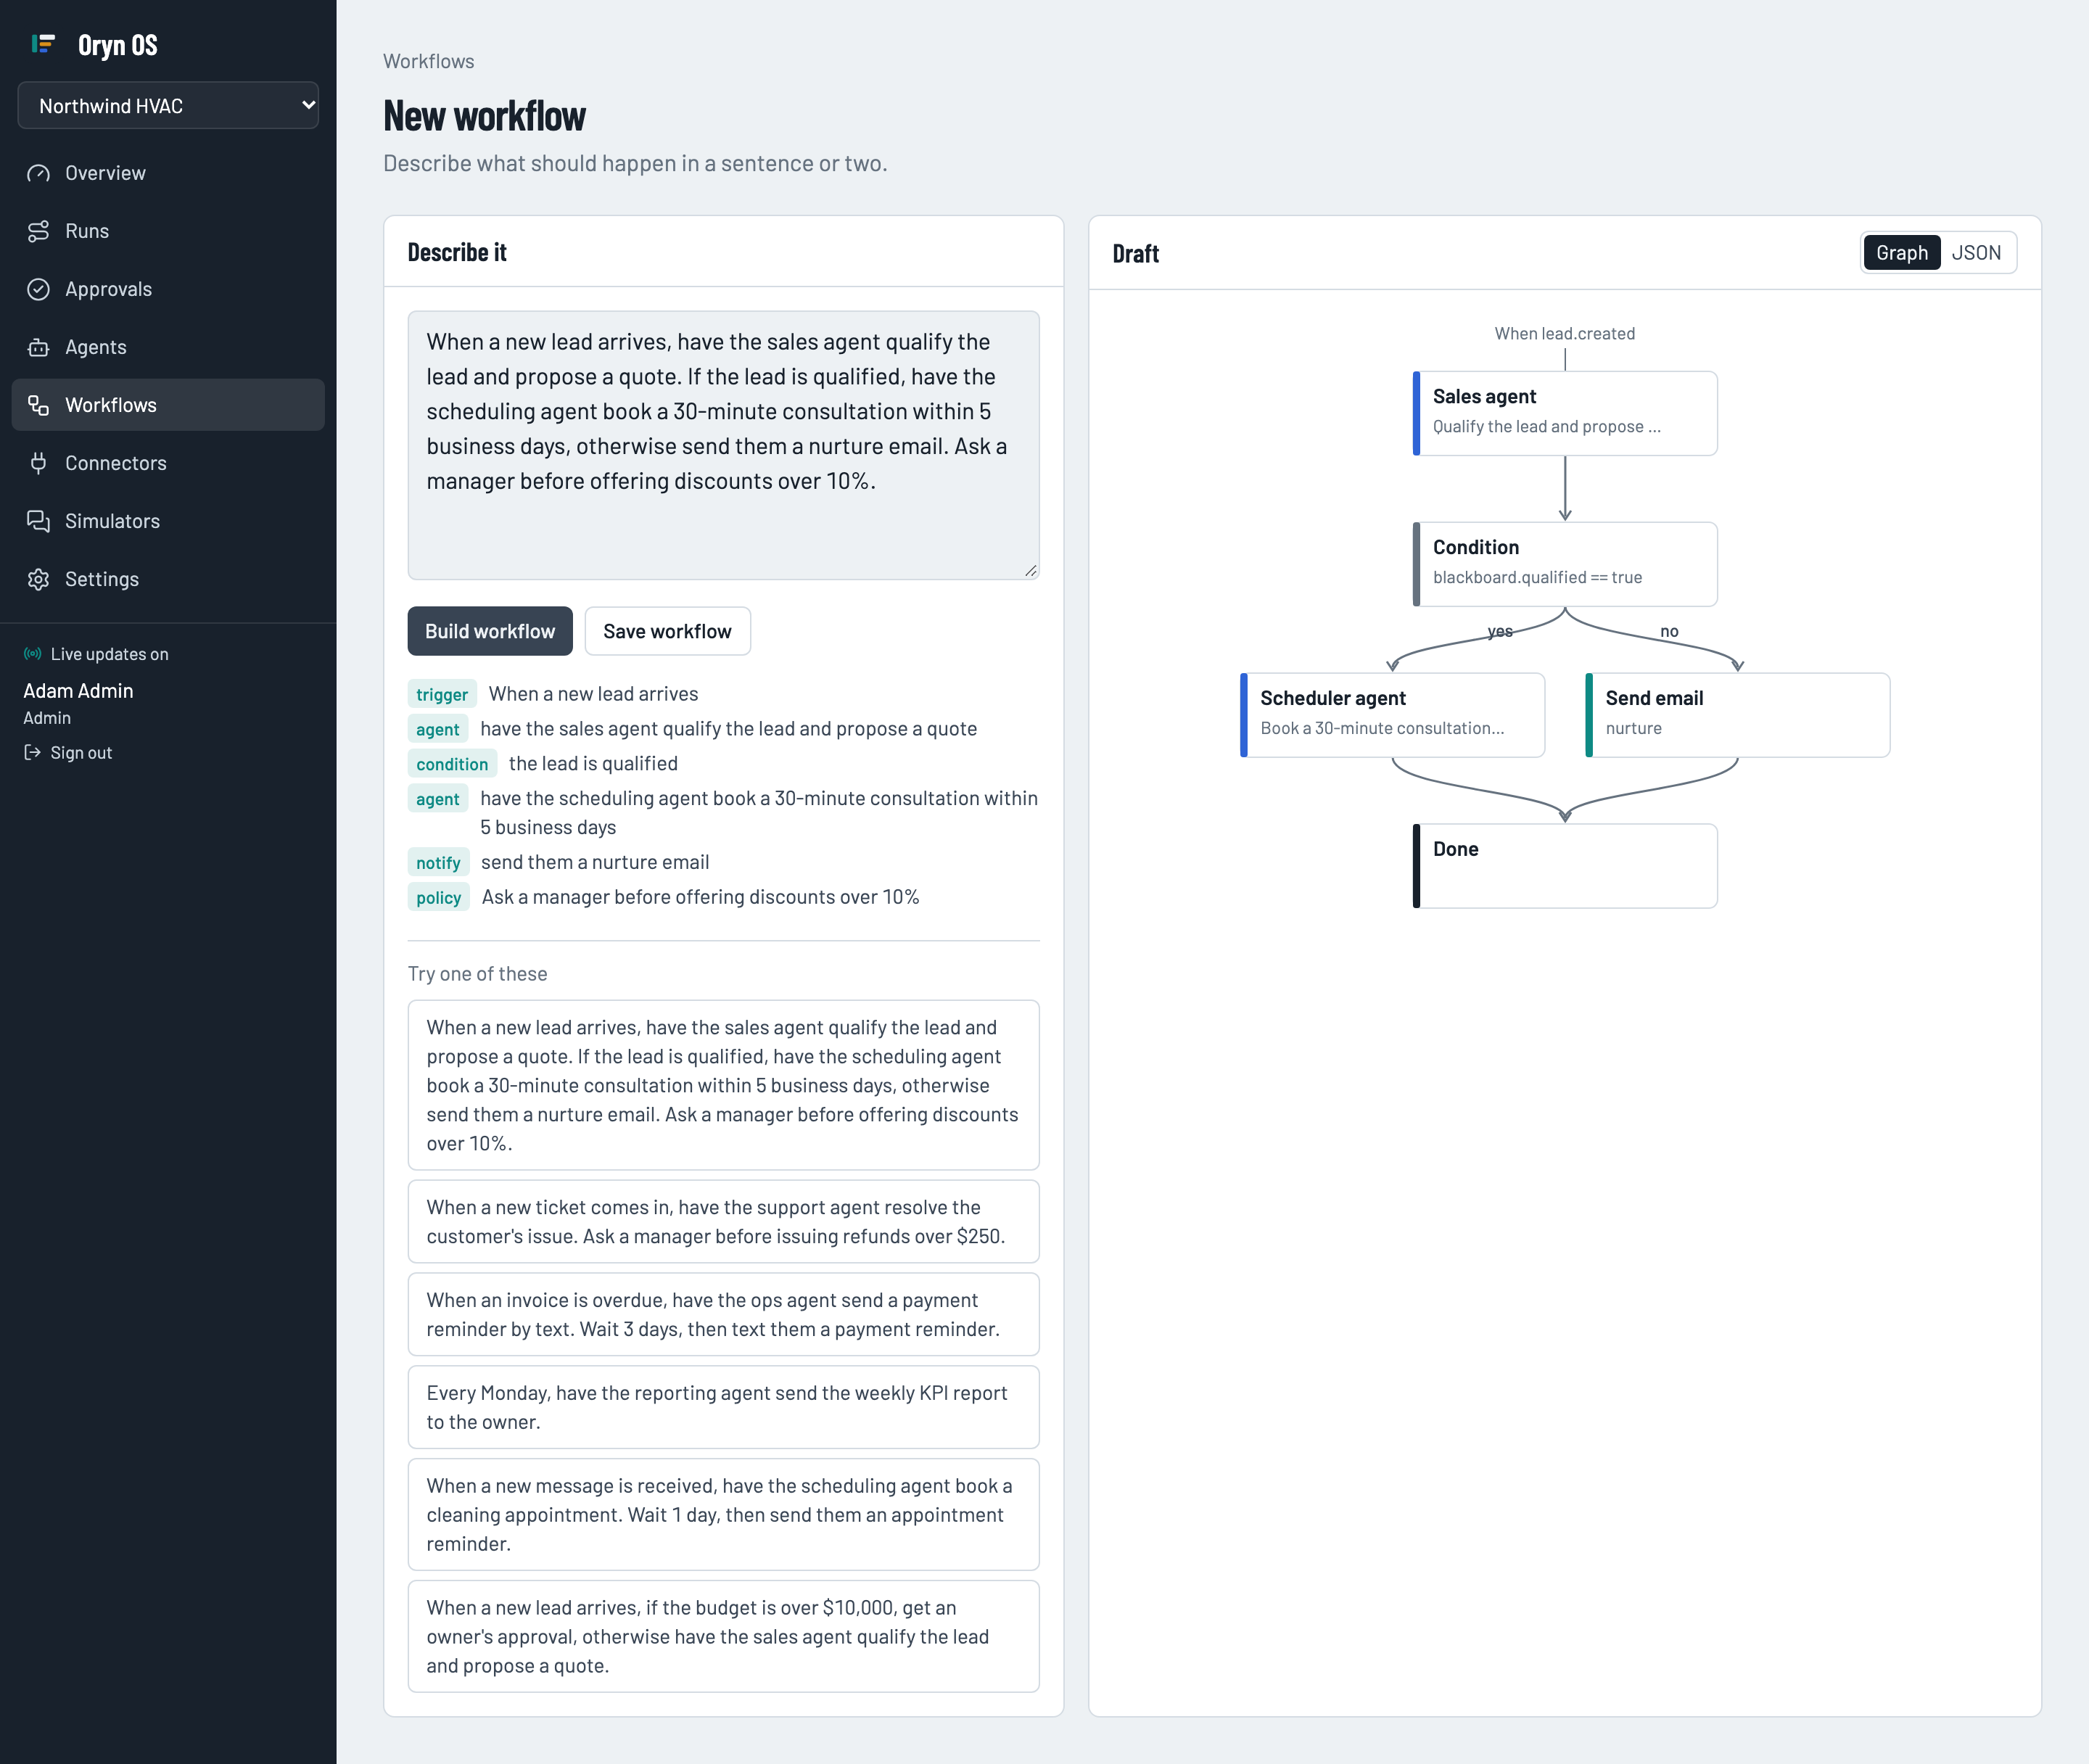 Oryn OS
Northwind HVAC
Overview
Runs
Approvals
Agents
Workflows
Connectors
Simulators
Settings
Live updates on
Adam Admin
Admin
Sign out
Workflows
New workflow
Describe what should happen in a sentence or two.
Describe it
When a new lead arrives, have the sales agent qualify the
lead and propose a quote. If the lead is qualified, have the
scheduling agent book a 30-minute consultation within 5
business days, otherwise send them a nurture email. Ask a
manager before offering discounts over 10%.
Build workflow
Save workflow
trigger When a new lead arrives
agent have the sales agent qualify the lead and propose a quote
condition the lead is qualified
agent have the scheduling agent book a 30-minute consultation within
5 business days
notify send them a nurture email
policy Ask a manager before offering discounts over 10%
Try one of these
When a new lead arrives, have the sales agent qualify the lead and
propose a quote. If the lead is qualified, have the scheduling agent
book a 30-minute consultation within 5 business days, otherwise
send them a nurture email. Ask a manager before offering discounts
over 10%.
When a new ticket comes in, have the support agent resolve the
customer's issue. Ask a manager before issuing refunds over $250.
When an invoice is overdue, have the ops agent send a payment
reminder by text. Wait 3 days, then text them a payment reminder.
Every Monday, have the reporting agent send the weekly KPI report
to the owner.
When a new message is received, have the scheduling agent book a
cleaning appointment. Wait 1 day, then send them an appointment
reminder.
When a new lead arrives, if the budget is over $10,000, get an
owner's approval, otherwise have the sales agent qualify the lead
and propose a quote.
Draft
Graph
JSON
When lead.created
Sales agent
Qualify the lead and propose ...
Condition
blackboard.qualified == true
yes
no
Scheduler agent
Book a 30-minute consultation...
Send email
nurture
Done